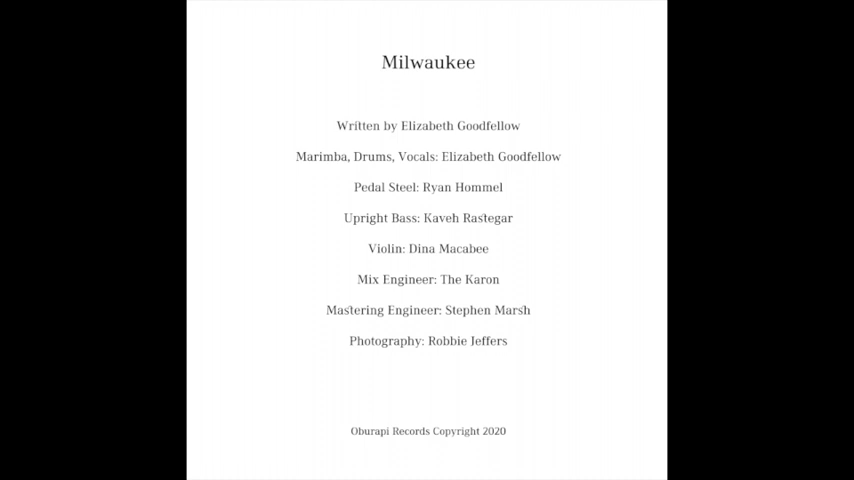 Milwaukee
Written by Elizabeth Goodfellow
Marimba, Drums, Vocals: Elizabeth Goodfellow
Pedal Steel: Ryan Hommel
Upright Bass: Kaveh Rastegar
Violin: Dina Macabee
Mix Engineer: The Karon
Mastering Engineer: Stephen Marsh
Photography: Robbie Jeffers
Oburapi Records Copyright 2020